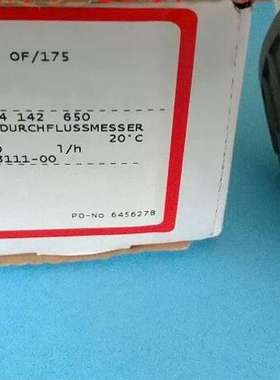 OF/175
4 142 650
DURCHFLUSSMESSER
20°C
l/h
3111-00
PO-No 6456278